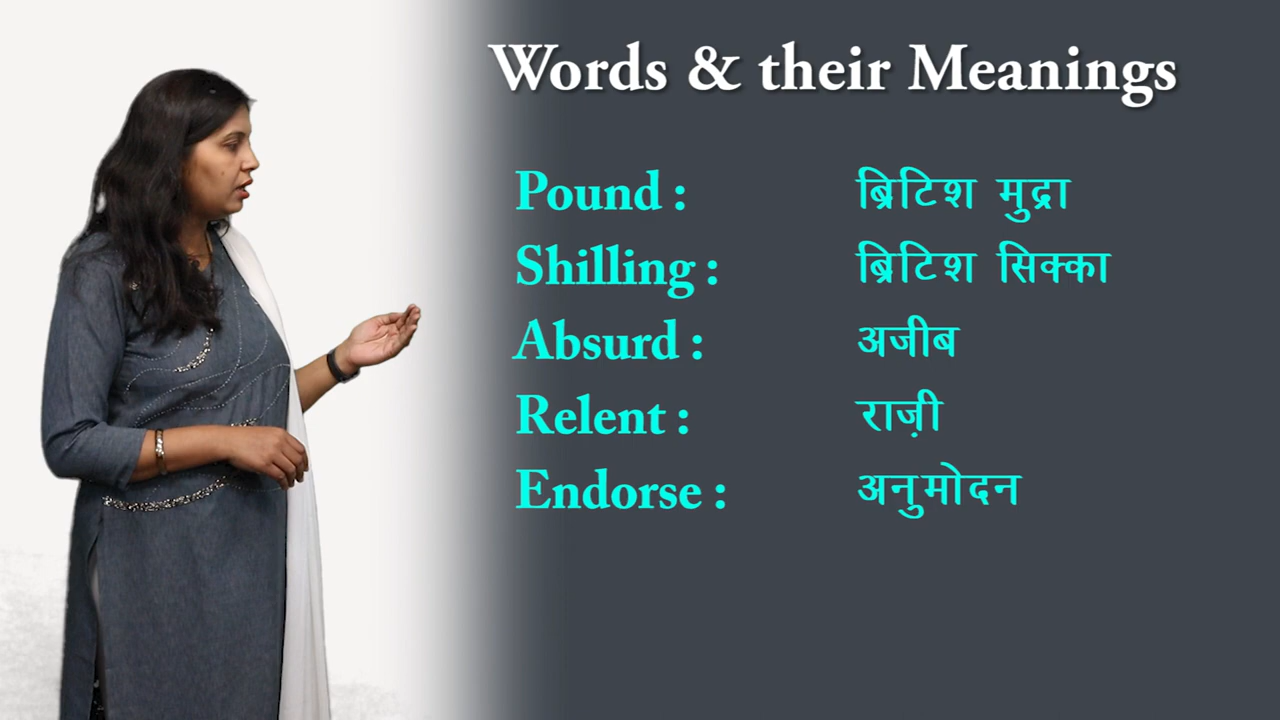 Words & their Meanings
Pound : ब्रिटिश मुद्रा
Shilling : ब्रिटिश सिक्का
Absurd : अजीब
Relent : राज़ी
Endorse : अनुमोदन